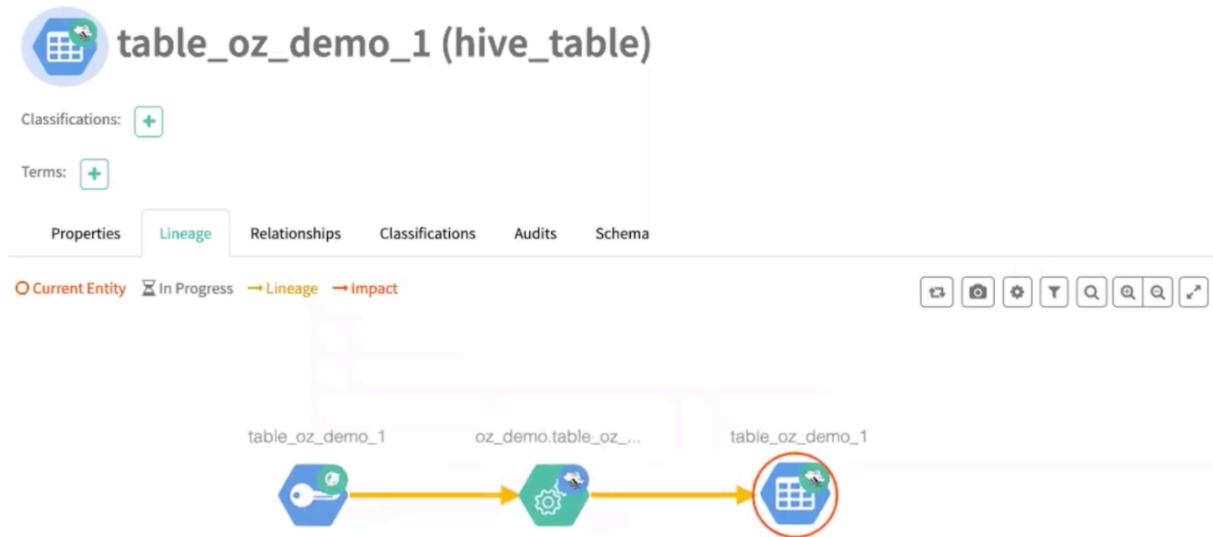 table_oz_demo_1 (hive_table)
Classifications:
Terms:
Properties Lineage Relationships Classifications Audits Schema
Current Entity In Progress Lineage Impact
table_oz_demo_1 oz_demo.table_oz_... table_oz_demo_1